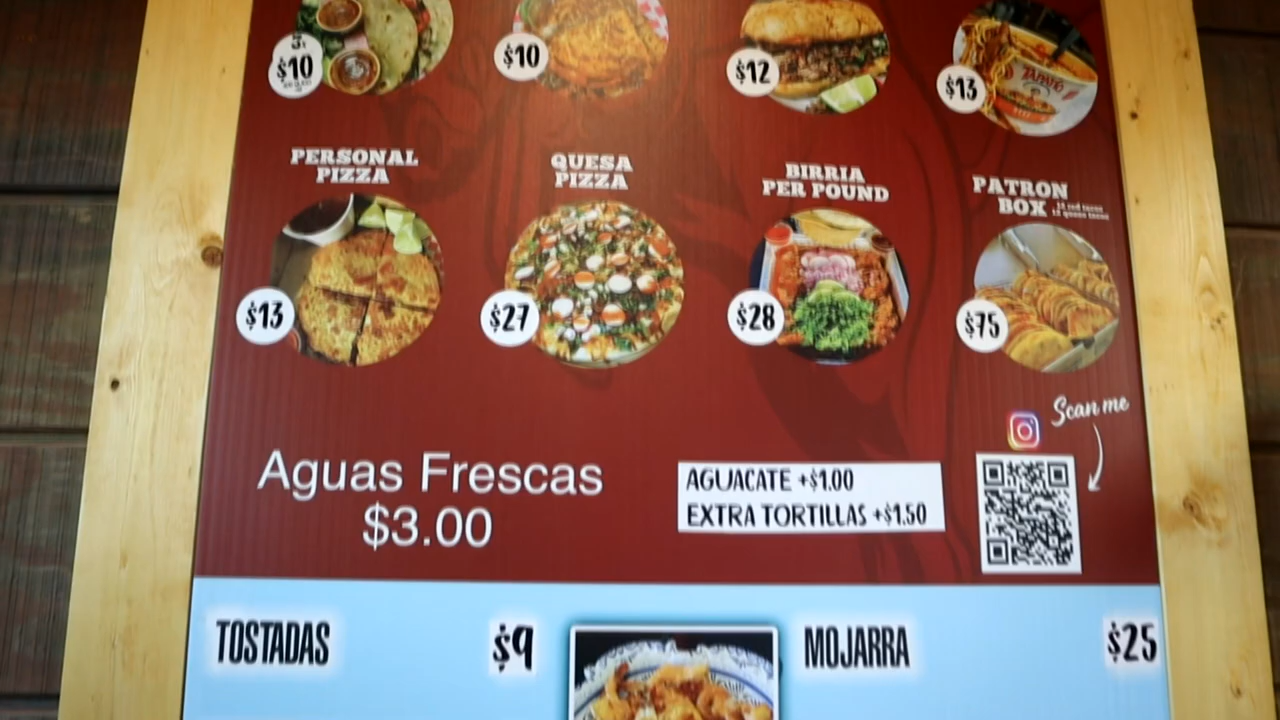 $10
$10
$12
$13
TAPATIO
PERSONAL
PIZZA
QUESA
PIZZA
BIRRIA
PER POUND
PATRON
BOX
$13
$27
$28
$75
Scan me
Aguas Frescas
$3.00
AGUACATE +$1.00
EXTRA TORTILLAS +$1.50
TOSTADAS
$9
MOJARRA
$25